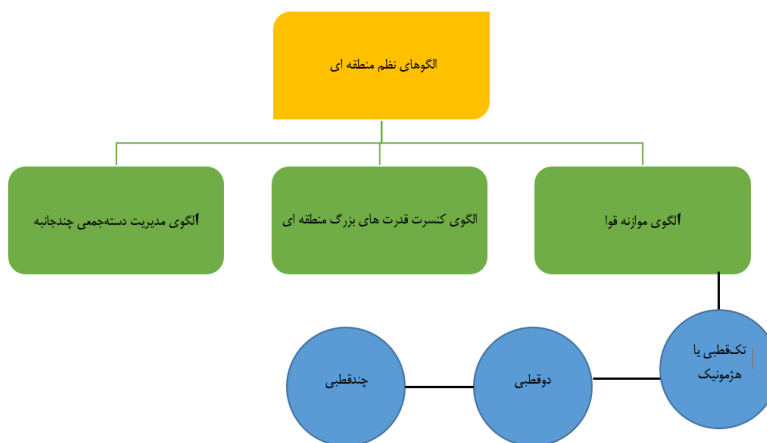 الگوهای نظم منطقه ای
الگوی موازنه قوا
الگوی کنسرت قدرت های بزرگ منطقه ای
الگوی مدیریت دسته‌جمعی چندجانبه
تک‌قطبی یا
هژمونیک
دوقطبی
چندقطبی